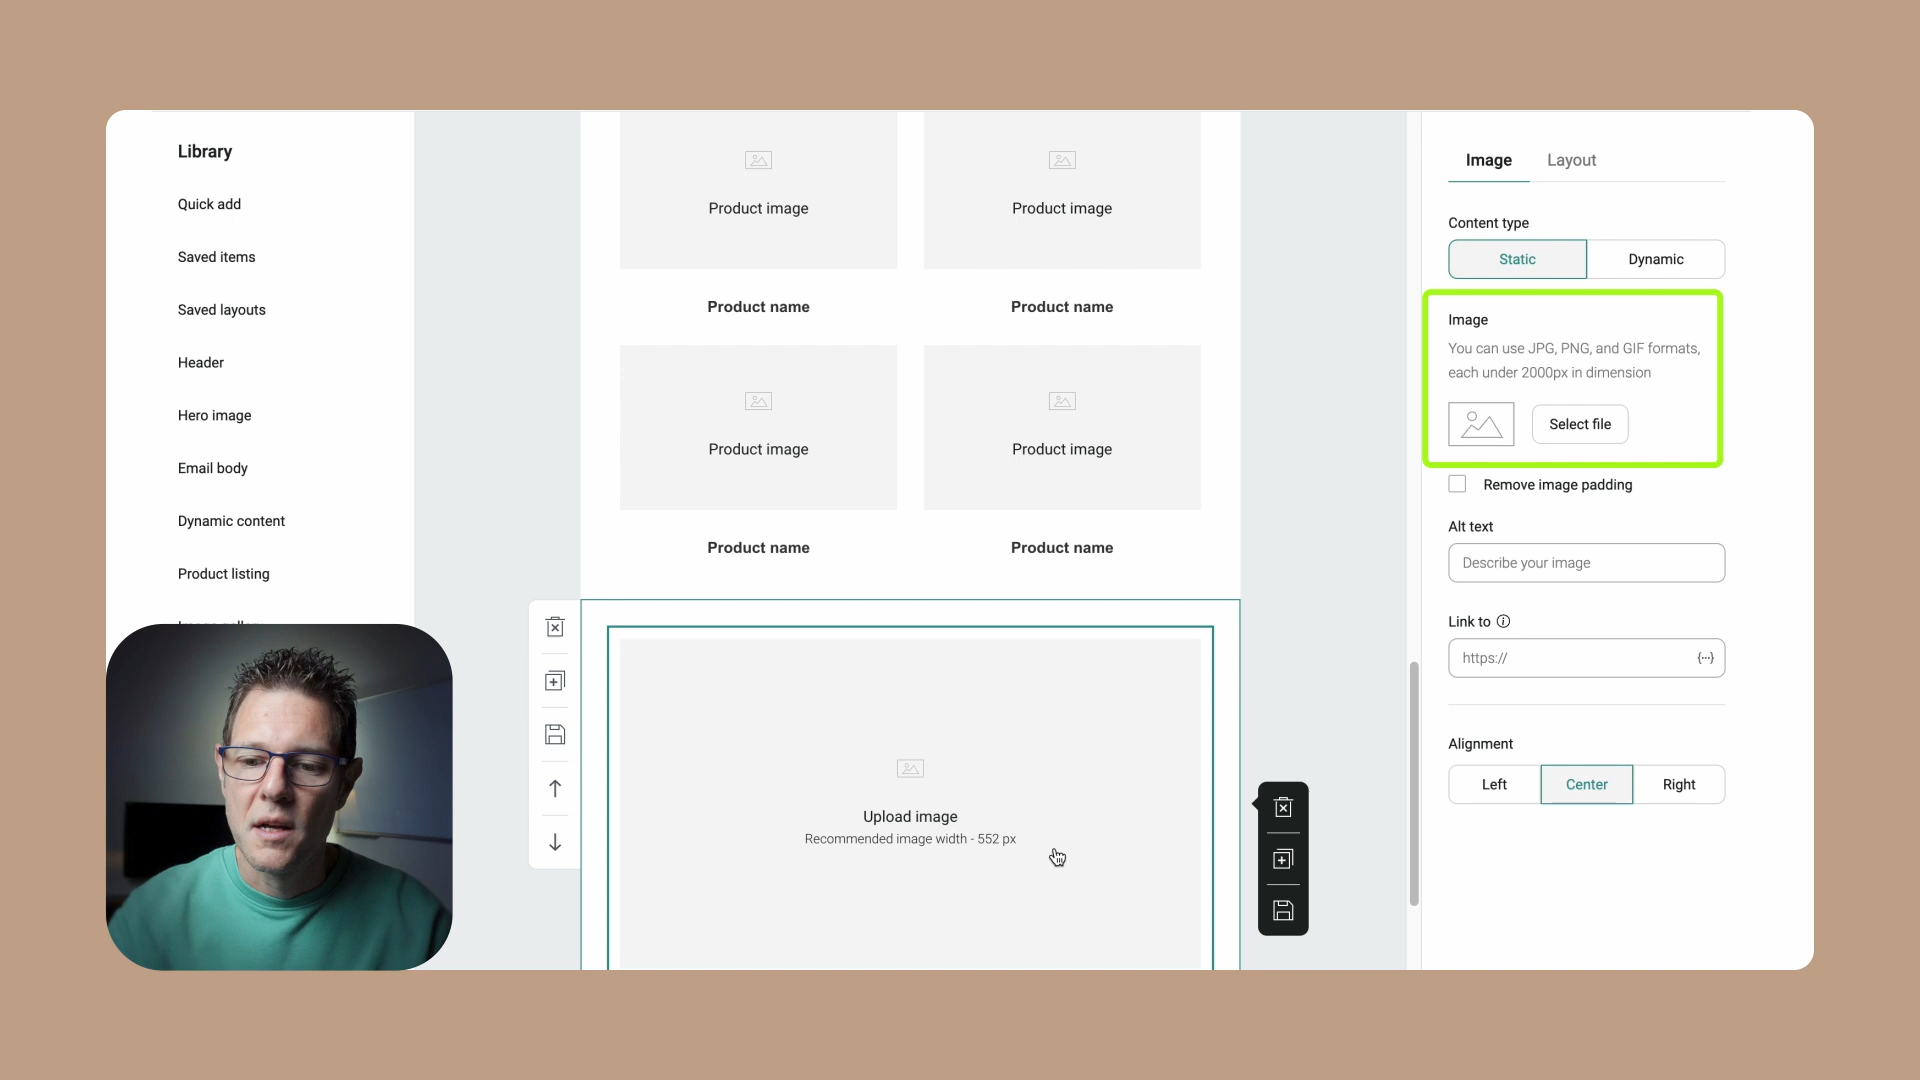 Library
Quick add
Saved items
Saved layouts
Header
Hero image
Email body
Dynamic content
Product listing
Product image
Product image
Product name
Product name
Product image
Product image
Product name
Product name
Upload image
Recommended image width - 552 px
Image
Layout
Content type
Static
Dynamic
Image
You can use JPG, PNG, and GIF formats,
each under 2000px in dimension
Select file
Remove image padding
Alt text
Describe your image
Link to
https://
{...}
Alignment
Left
Center
Right